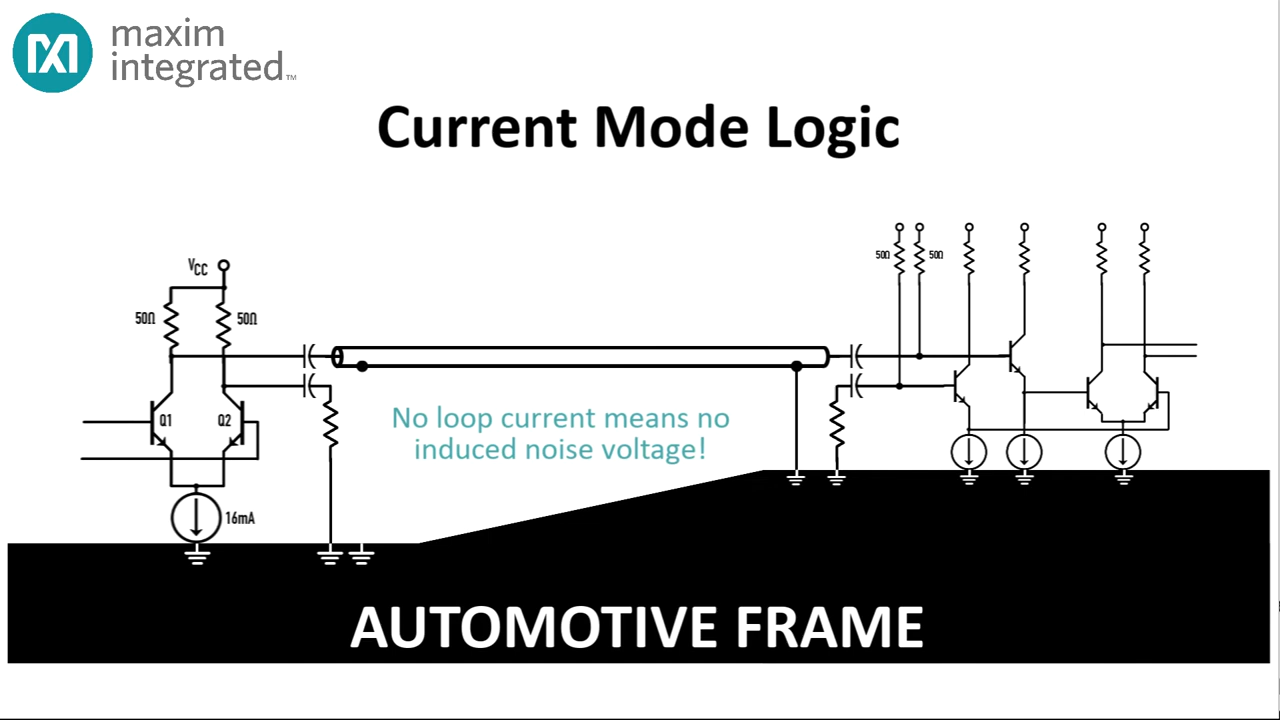 maxim
integrated™
Current Mode Logic
VCC
50Ω
50Ω
50Ω
50Ω
Q1
Q2
No loop current means no
induced noise voltage!
16mA
AUTOMOTIVE FRAME